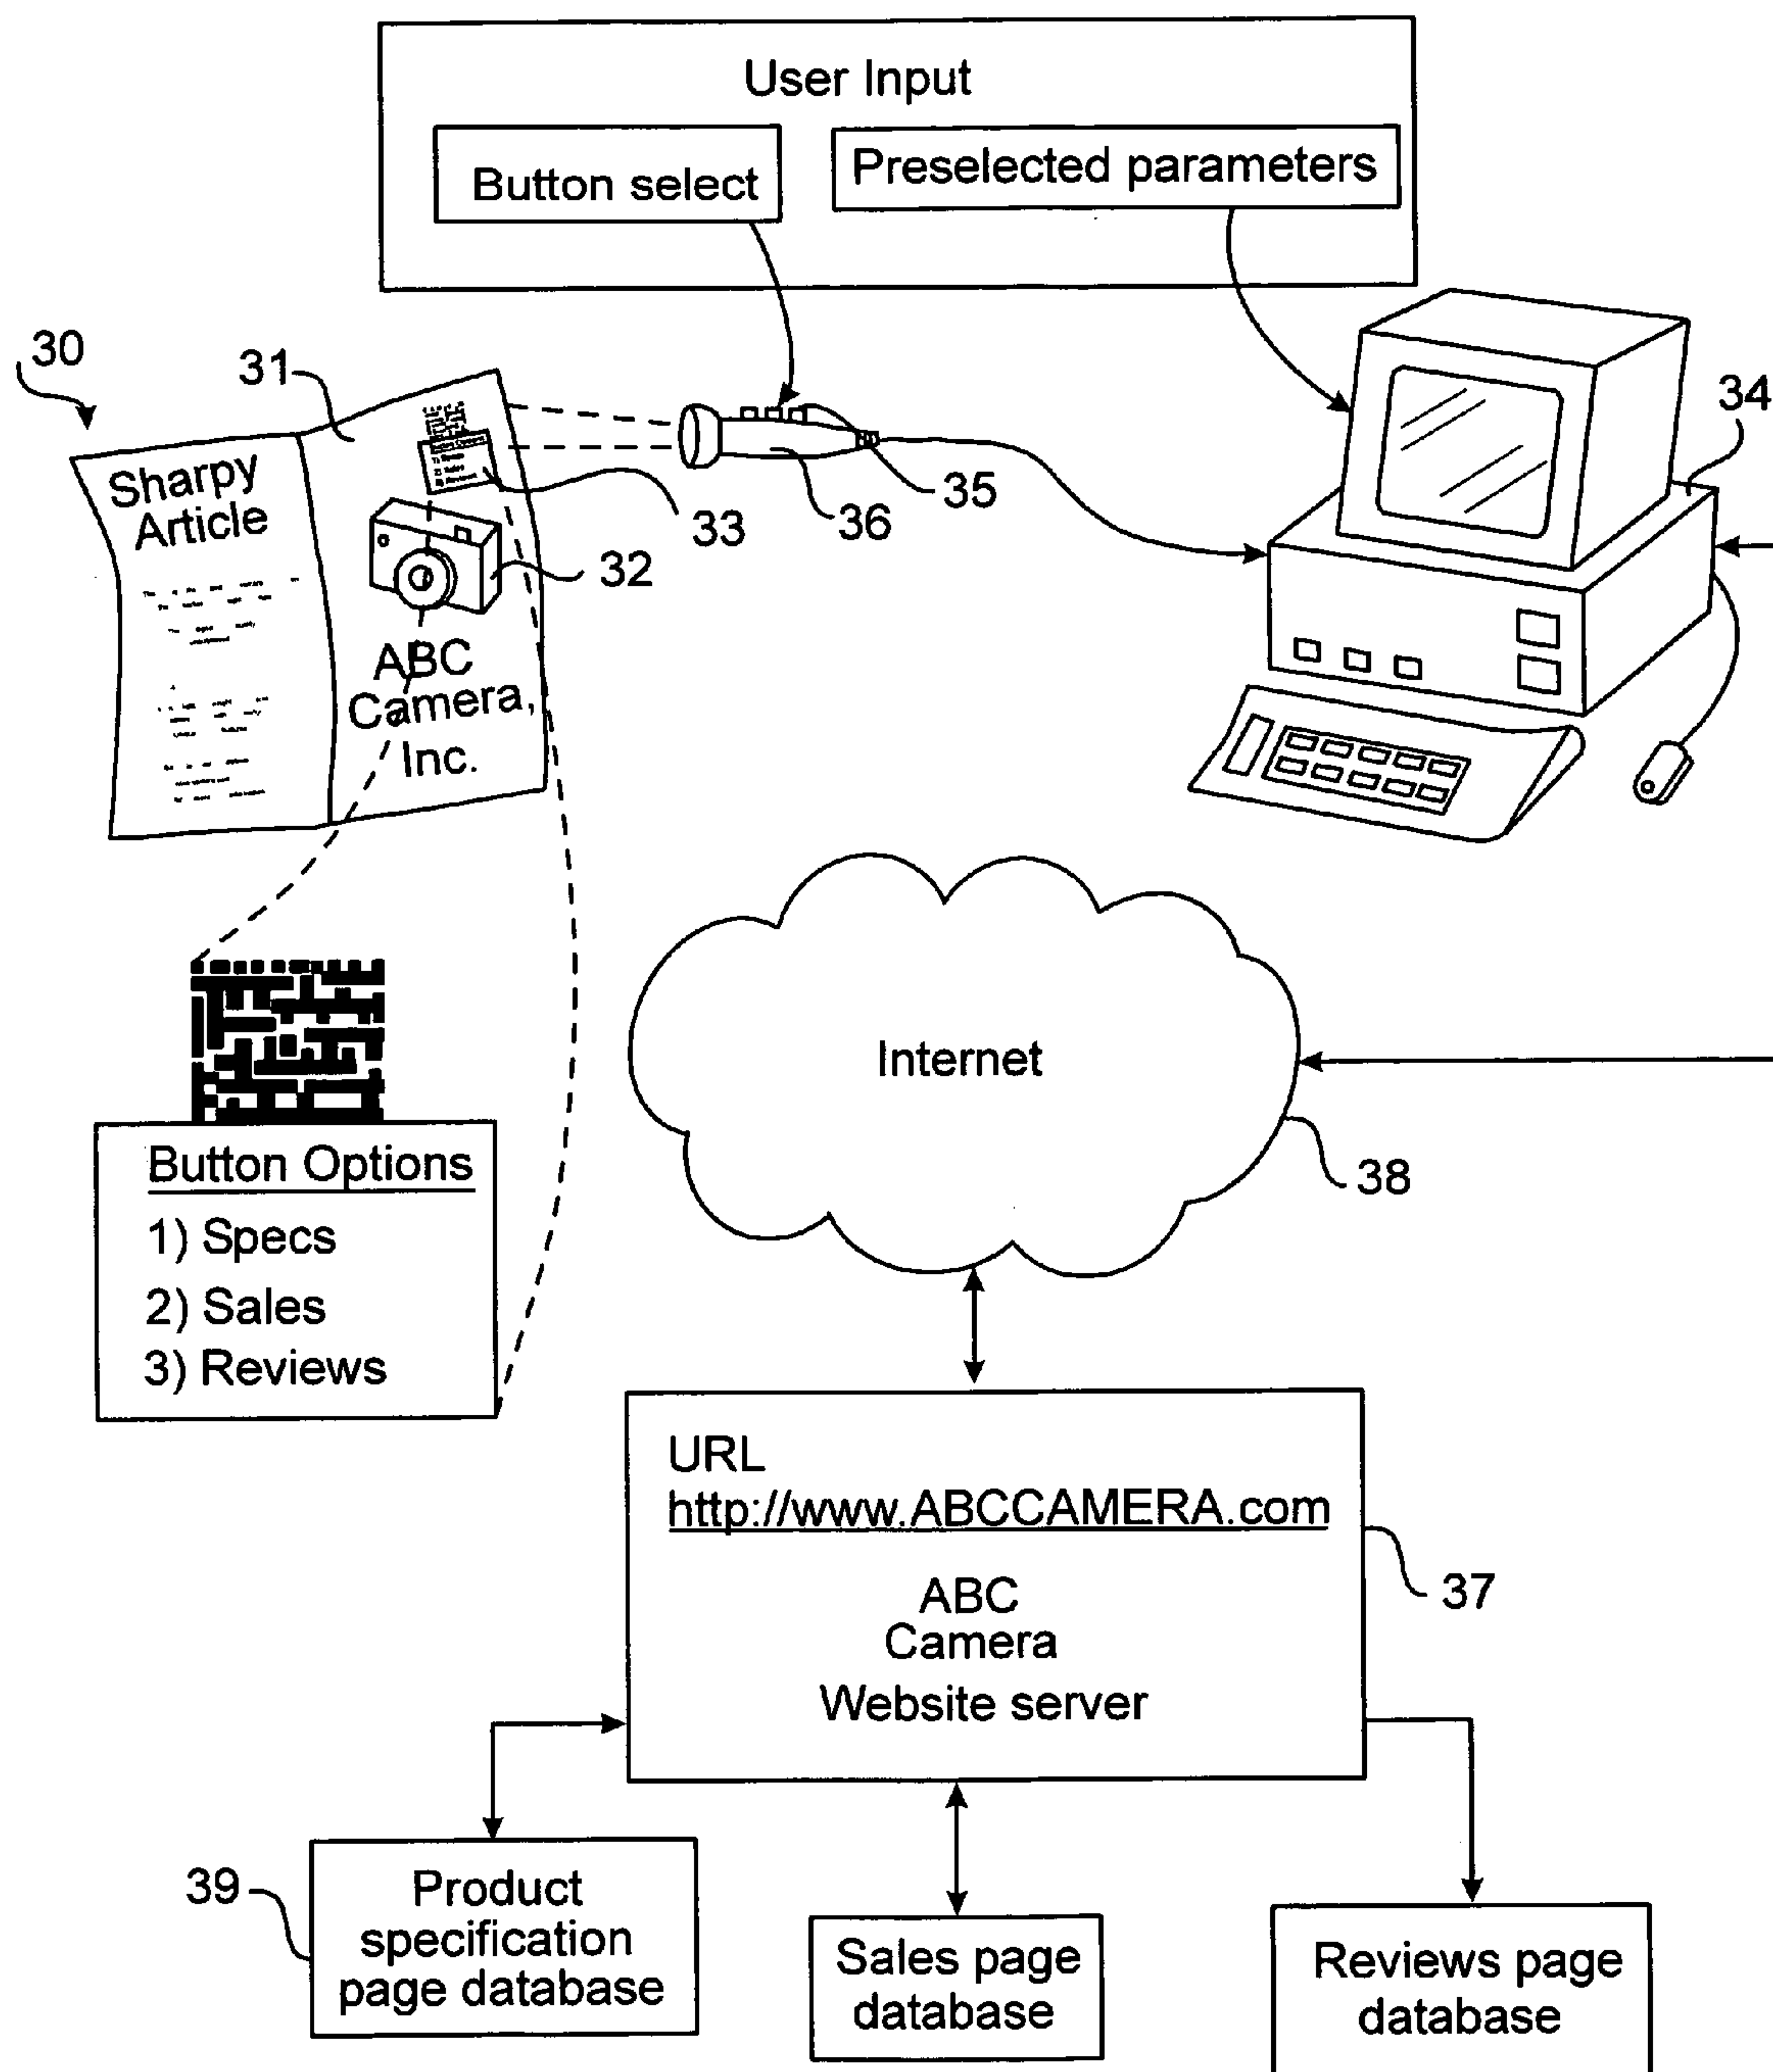 User Input
Button select
Preselected parameters
30
31
34
Sharpy
Article
35
36
33
32
ABC
Camera,
Inc.
Internet
38
Button Options
1) Specs
2) Sales
3) Reviews
URL
http://www.ABCCAMERA.com
ABC
Camera
Website server
37
39
Product
specification
page database
Sales page
database
Reviews page
database